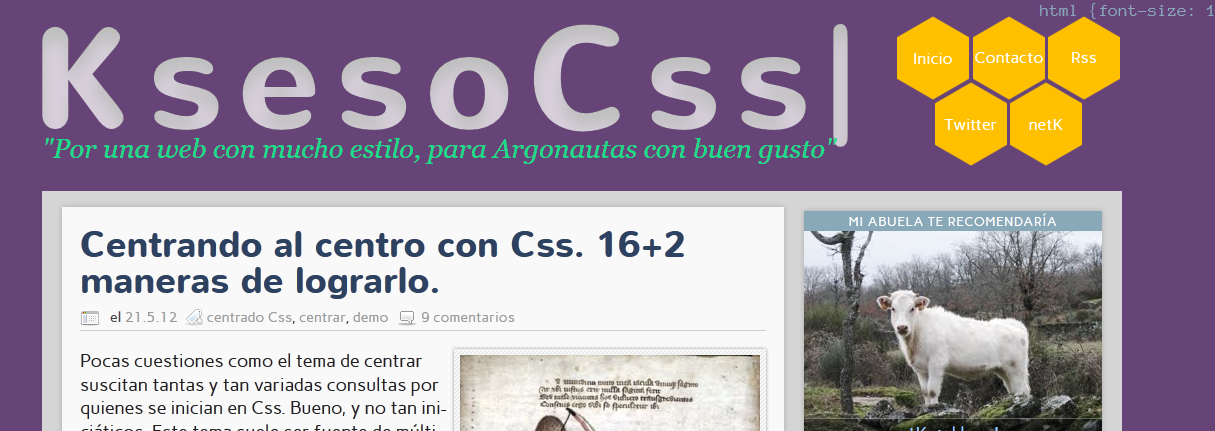 html {font-size: 1
KsesoCss|
"Por una web con mucho estilo, para Argonautas con buen gusto"
Inicio
Contacto
Rss
Twitter
netK
Centrando al centro con Css. 16+2
maneras de lograrlo.
el 21.5.12 centrado Css, centrar, demo 9 comentarios
Pocas cuestiones como el tema de centrar
suscitan tantas y tan variadas consultas por
quienes se inician en Css. Bueno, y no tan ini-
ciáticos. Este tema suele ser fuente de múlti-
MI ABUELA TE RECOMENDARÍA